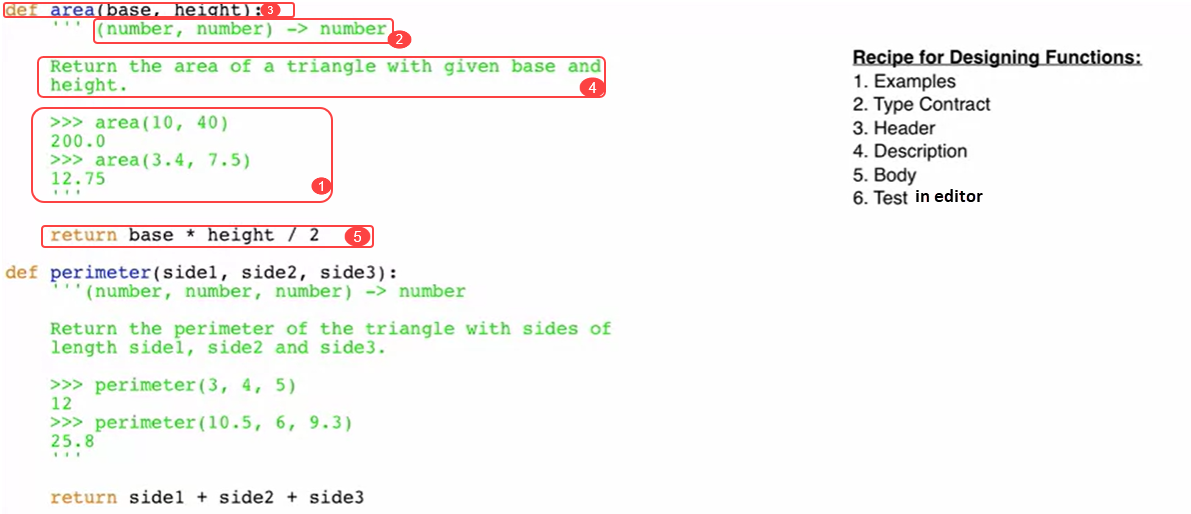 def area(base, height): 3
''' (number, number) -> number 2
Return the area of a triangle with given base and
height. 4
>>> area(10, 40)
200.0
>>> area(3.4, 7.5)
12.75
''' 1
return base * height / 2 5
def perimeter(side1, side2, side3):
'''(number, number, number) -> number
Return the perimeter of the triangle with sides of
length side1, side2 and side3.
>>> perimeter(3, 4, 5)
12
>>> perimeter(10.5, 6, 9.3)
25.8
'''
return side1 + side2 + side3
Recipe for Designing Functions:
1. Examples
2. Type Contract
3. Header
4. Description
5. Body
6. Test in editor